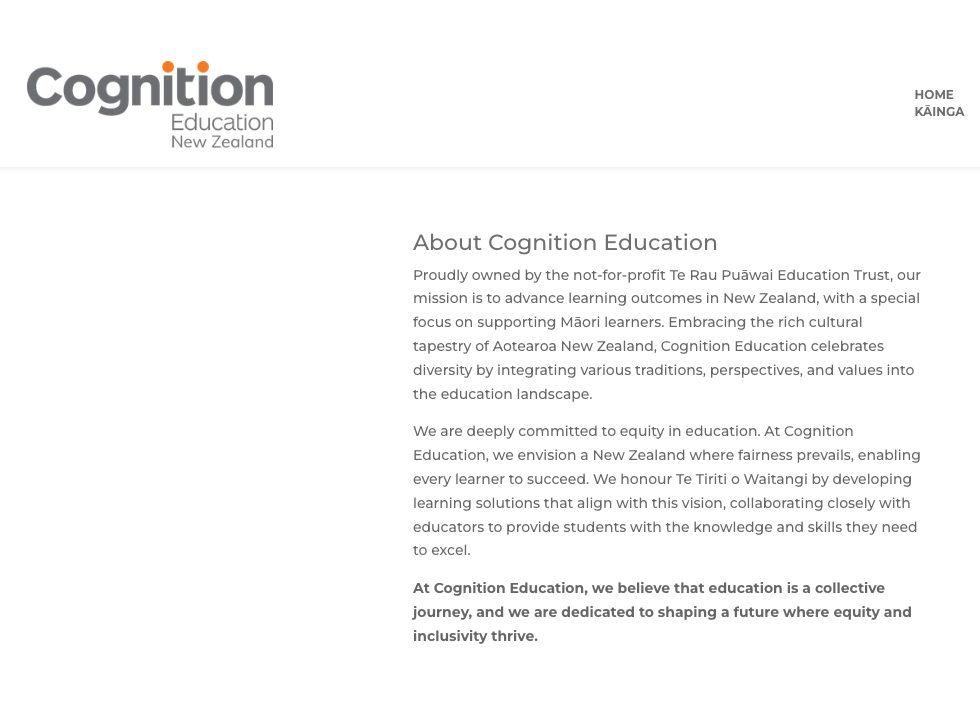 Cognition
Education
New Zealand
HOME
KĀINGA
About Cognition Education
Proudly owned by the not-for-profit Te Rau Puāwai Education Trust, our
mission is to advance learning outcomes in New Zealand, with a special
focus on supporting Māori learners. Embracing the rich cultural
tapestry of Aotearoa New Zealand, Cognition Education celebrates
diversity by integrating various traditions, perspectives, and values into
the education landscape.
We are deeply committed to equity in education. At Cognition
Education, we envision a New Zealand where fairness prevails, enabling
every learner to succeed. We honour Te Tiriti o Waitangi by developing
learning solutions that align with this vision, collaborating closely with
educators to provide students with the knowledge and skills they need
to excel.
At Cognition Education, we believe that education is a collective
journey, and we are dedicated to shaping a future where equity and
inclusivity thrive.